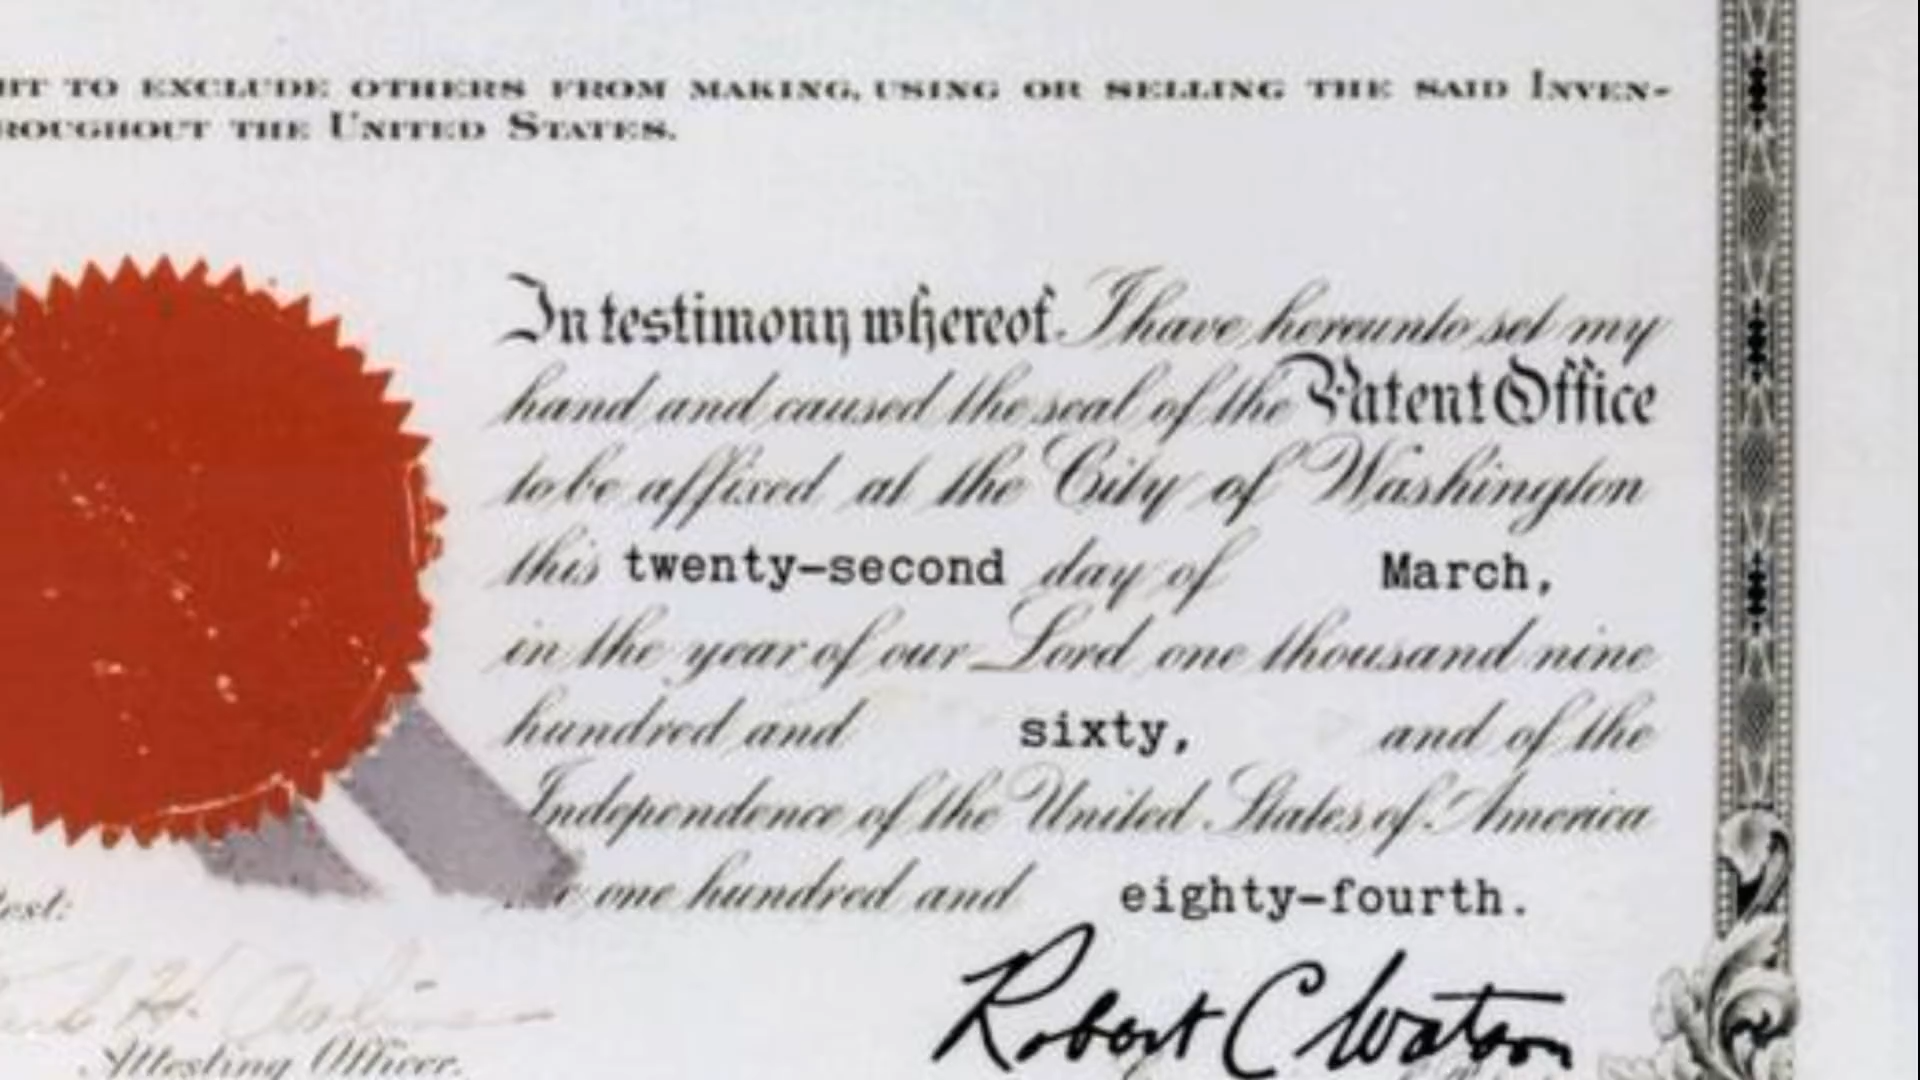 HT TO EXCLUDE OTHERS FROM MAKING, USING OR SELLING THE SAID INVEN-
ROUGHOUT THE UNITED STATES.
In testimony whereof, I have hereunto set my
hand and caused the seal of the Patent Office
to be affixed at the City of Washington
this twenty-second day of March,
in the year of our Lord one thousand nine
hundred and sixty, and of the
Independence of the United States of America
one hundred and eighty-fourth.
test:
Robert C Watson
Attesting Officer.